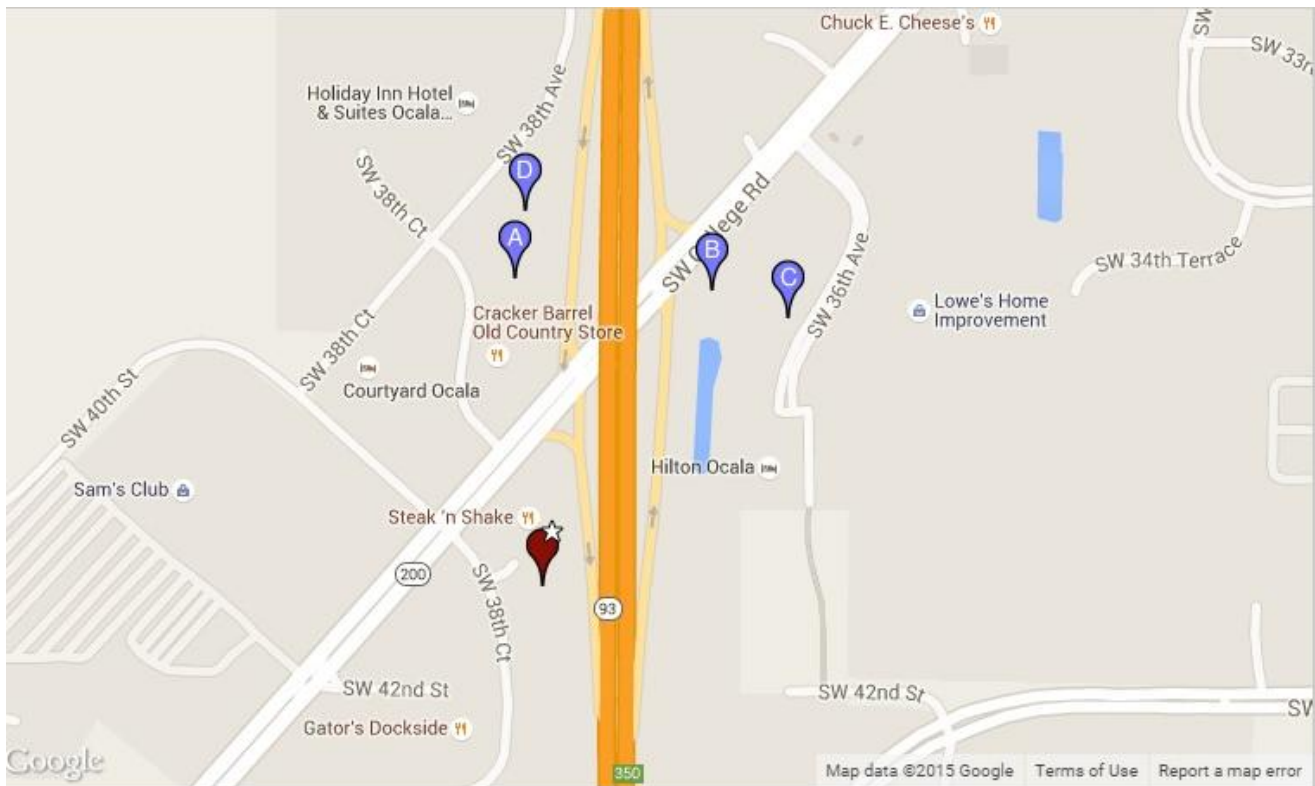 Chuck E. Cheese's
SW
SW 33rd
Holiday Inn Hotel
& Suites Ocala...
SW 38th Ave
SW 38th Ct
D
A
SW College Rd
B
C
SW 36th Ave
SW 34th Terrace
Cracker Barrel
Old Country Store
Lowe's Home
Improvement
SW 38th Ct
Courtyard Ocala
SW 40th St
Sam's Club
Hilton Ocala
Steak 'n Shake
200
93
SW 38th Ct
SW 42nd St
SW 42nd St
SW
Gator's Dockside
Google
350
Map data ©2015 Google
Terms of Use
Report a map error